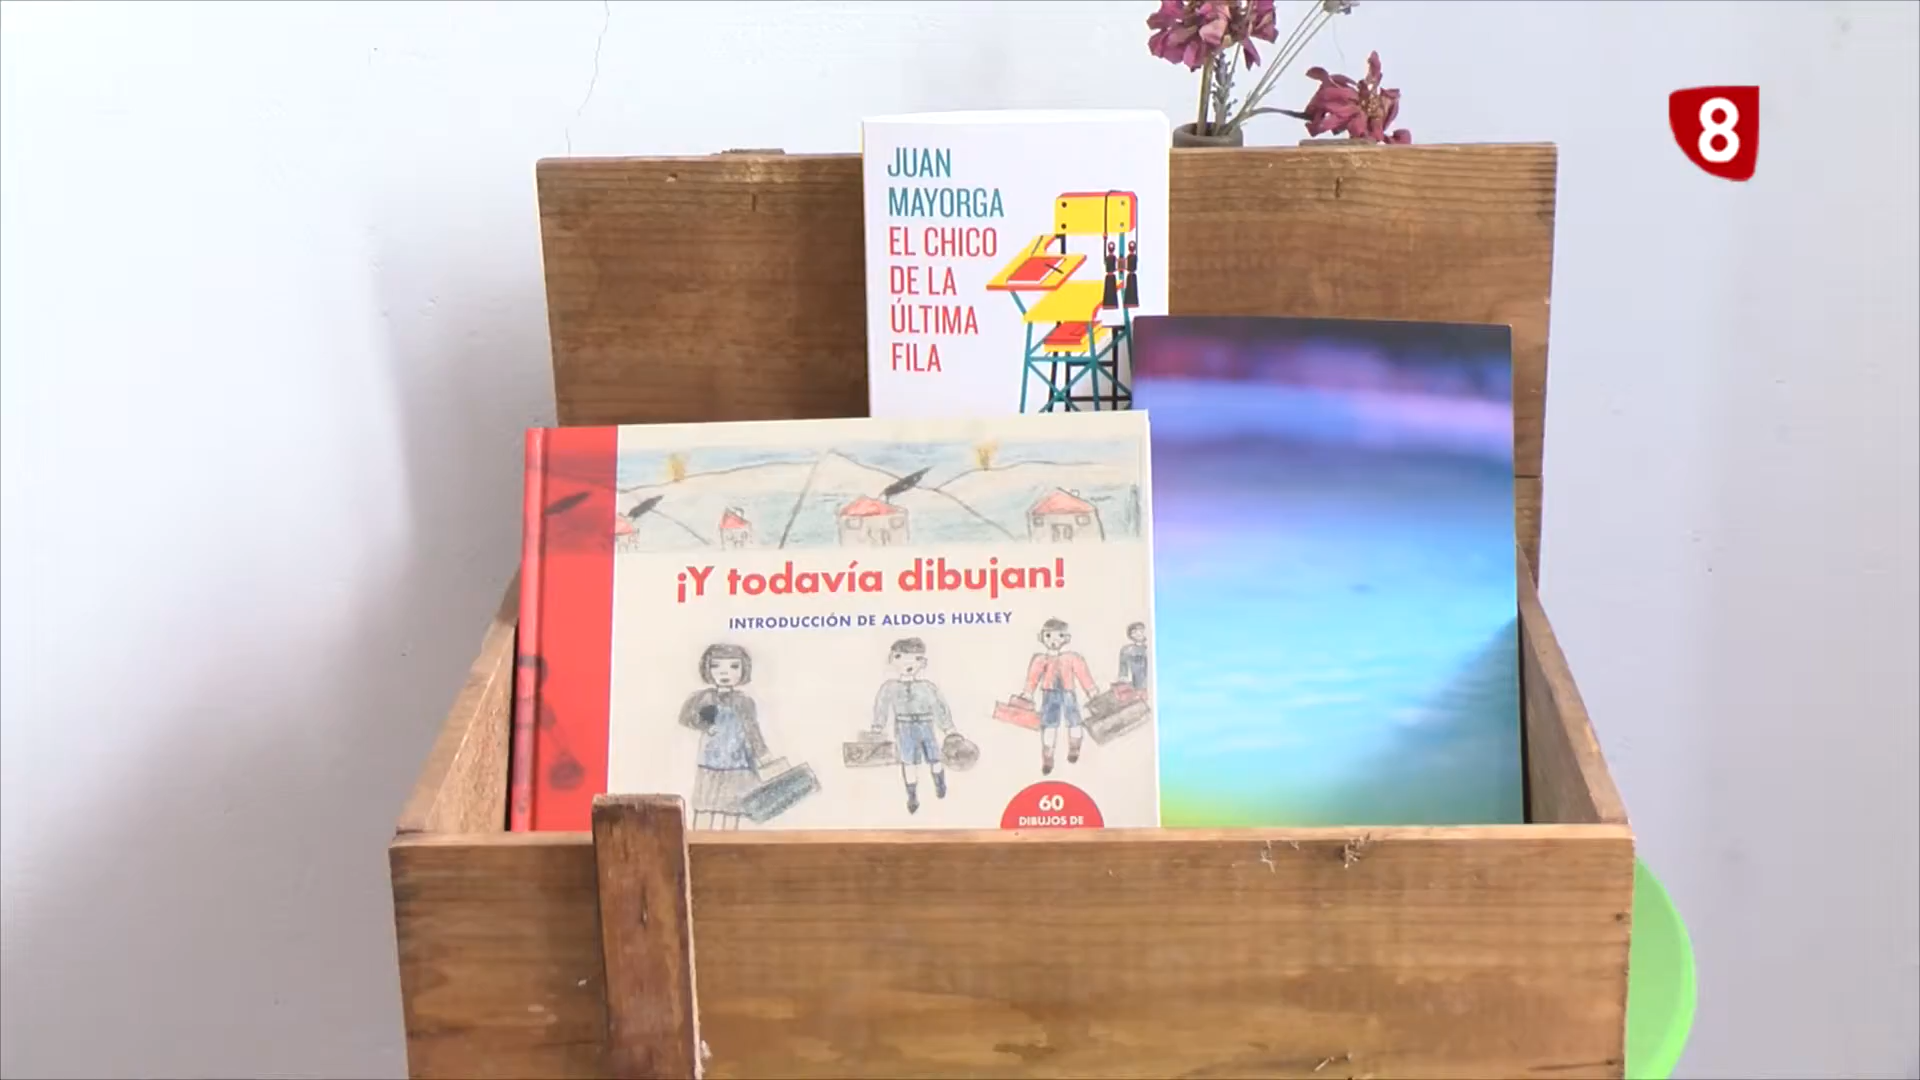 JUAN
MAYORGA
EL CHICO
DE LA
ÚLTIMA
FILA
¡Y todavía dibujan!
INTRODUCCIÓN DE ALDOUS HUXLEY
60
DIBUJOS DE
8